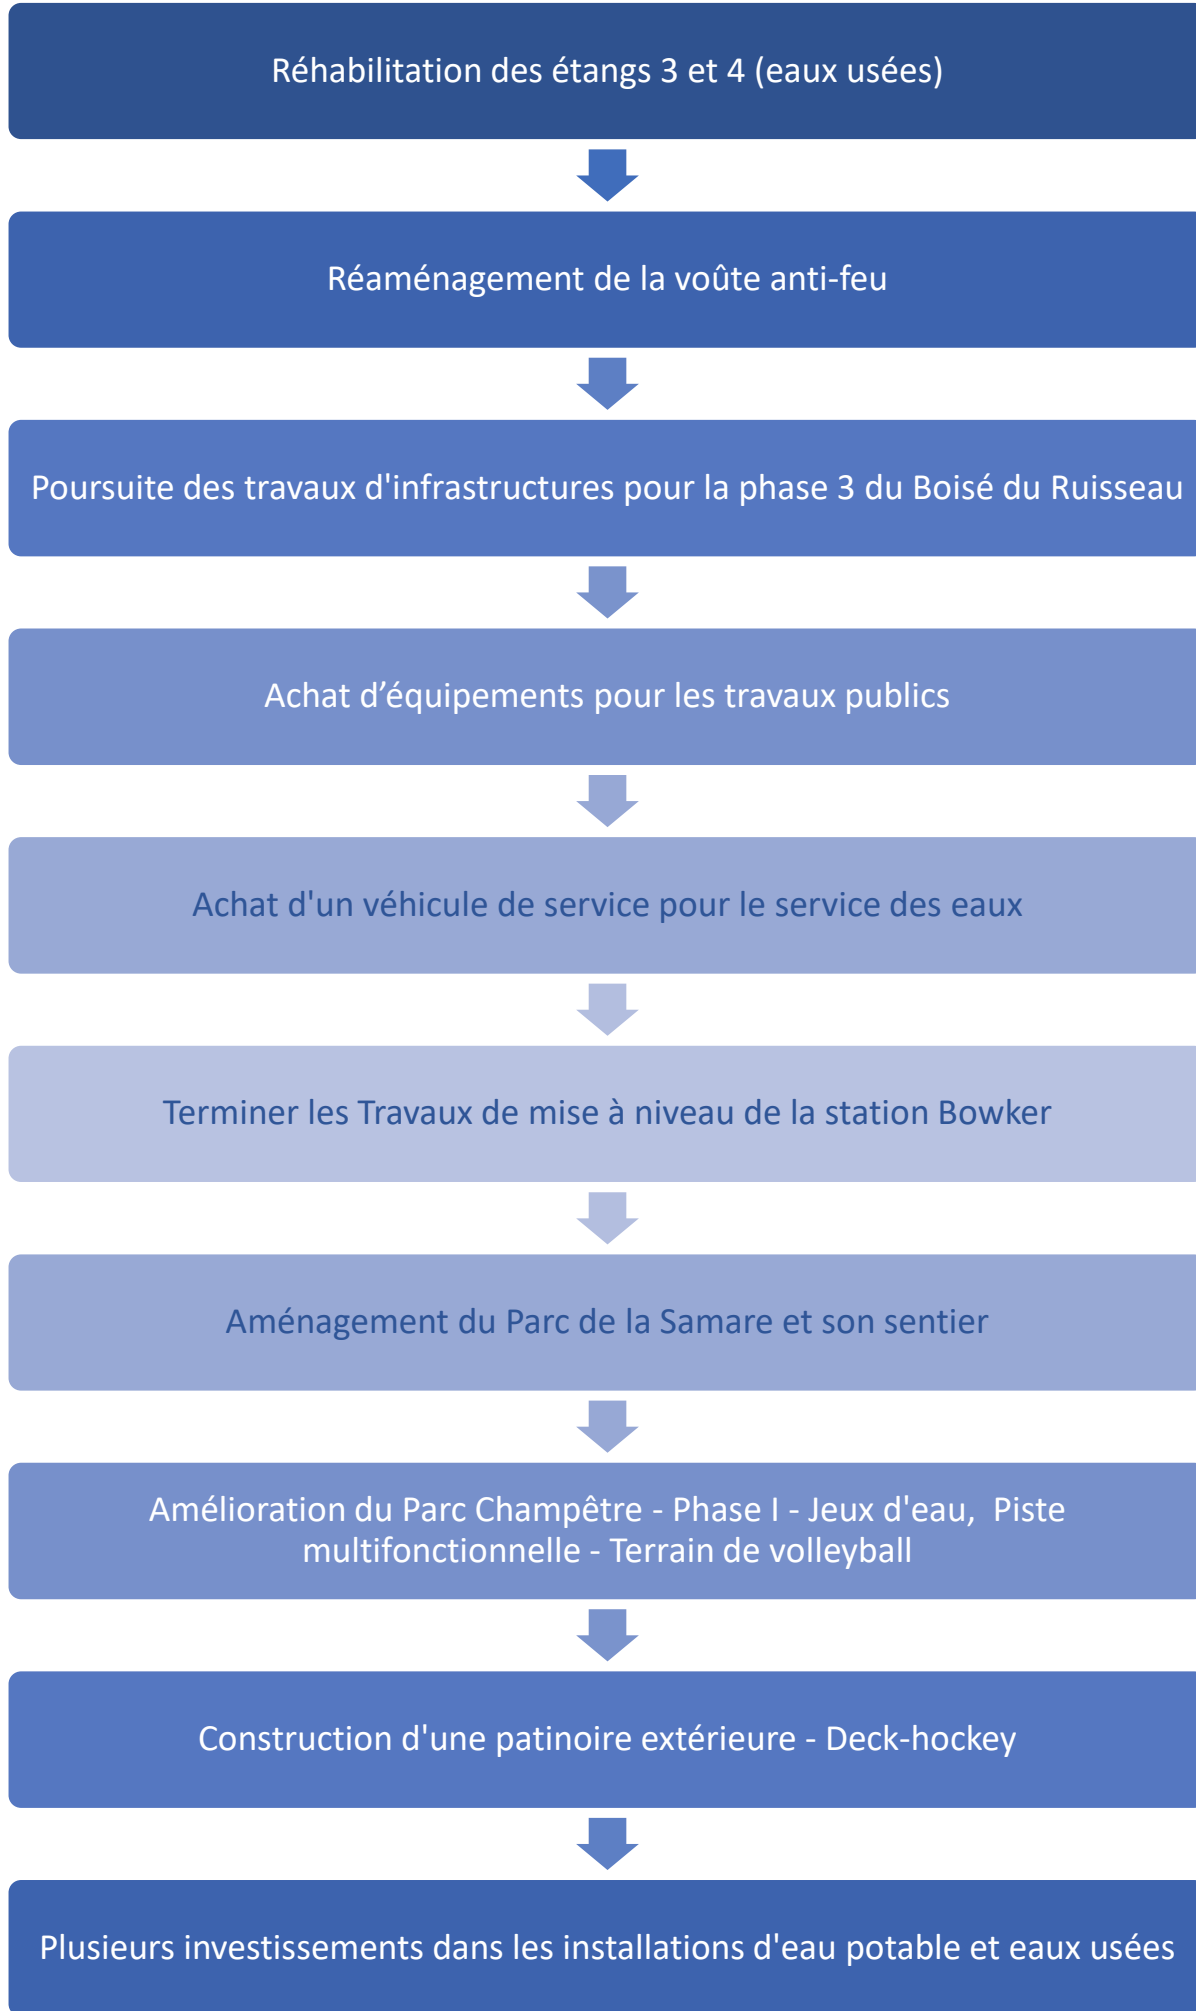 Réhabilitation des étangs 3 et 4 (eaux usées)
Réaménagement de la voûte anti-feu
Poursuite des travaux d'infrastructures pour la phase 3 du Boisé du Ruisseau
Achat d’équipements pour les travaux publics
Achat d'un véhicule de service pour le service des eaux
Terminer les Travaux de mise à niveau de la station Bowker
Aménagement du Parc de la Samare et son sentier
Amélioration du Parc Champêtre - Phase I - Jeux d'eau,  Piste
multifonctionnelle - Terrain de volleyball
Construction d'une patinoire extérieure - Deck-hockey
Plusieurs investissements dans les installations d'eau potable et eaux usées